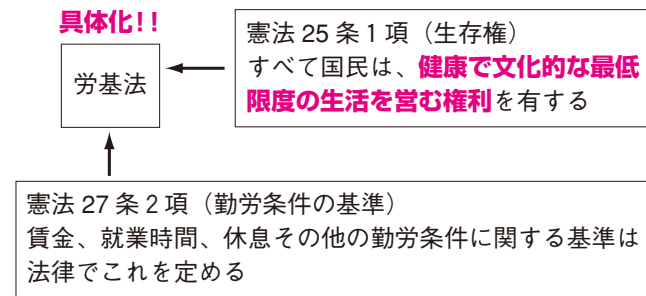 具体化!!
労基法
憲法 25 条 1 項（生存権）
すべて国民は、健康で文化的な最低
限度の生活を営む権利を有する
憲法 27 条 2 項（勤労条件の基準）
賃金、就業時間、休息その他の勤労条件に関する基準は
法律でこれを定める